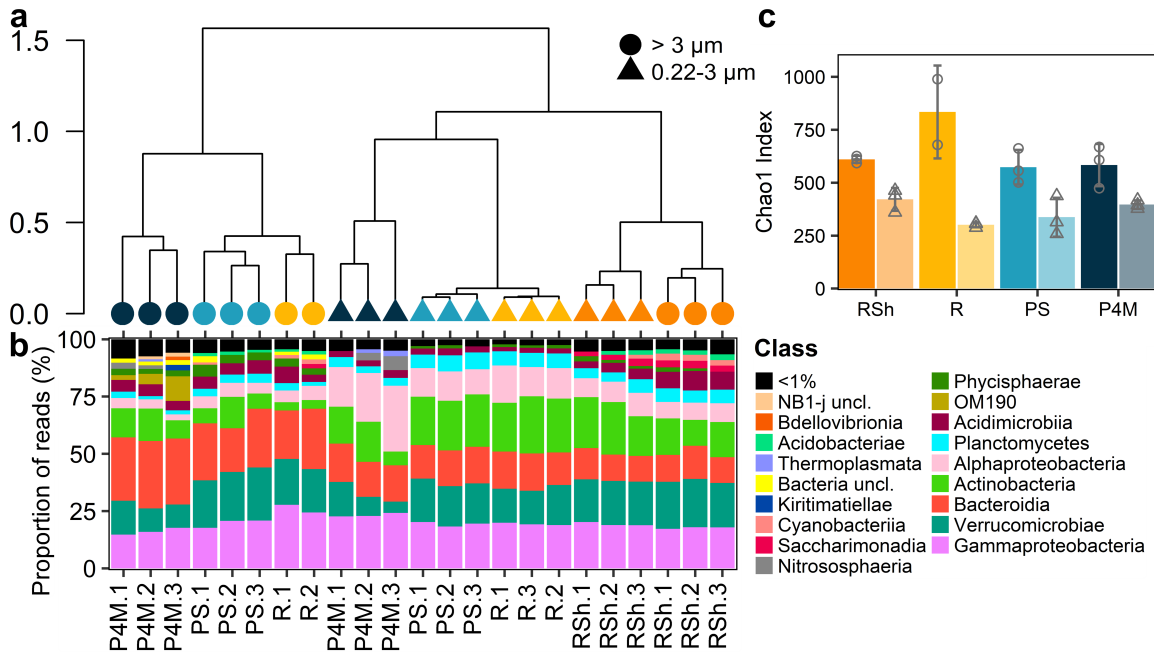 a
1.5
1.0
0.5
0.0
> 3 µm
0.22-3 µm
c
Chao1 Index
1000
750
500
250
0
RSh R PS P4M
b
Proportion of reads (%)
100
75
50
25
0
P4M.1 P4M.2 P4M.3 PS.1 PS.2 PS.3 R.1 R.2 P4M.1 P4M.2 P4M.3 PS.1 PS.2 PS.3 R.1 R.3 R.2 RSh.1 RSh.2 RSh.3 RSh.1 RSh.2 RSh.3
Class
<1%
NB1-j uncl.
Bdellovibrionia
Acidobacteriae
Thermoplasmata
Bacteria uncl.
Kiritimatiellae
Cyanobacteriia
Saccharimonadia
Nitrososphaeria
Phycisphaerae
OM190
Acidimicrobiia
Planctomycetes
Alphaproteobacteria
Actinobacteria
Bacteroidia
Verrucomicrobiae
Gammaproteobacteria